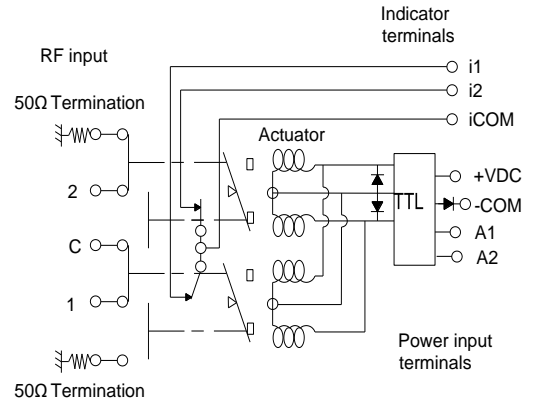 Indicator
terminals
RF input
i1
i2
50Ω Termination
iCOM
Actuator
+VDC
2
TTL
-COM
A1
C
A2
1
Power input
terminals
50Ω Termination